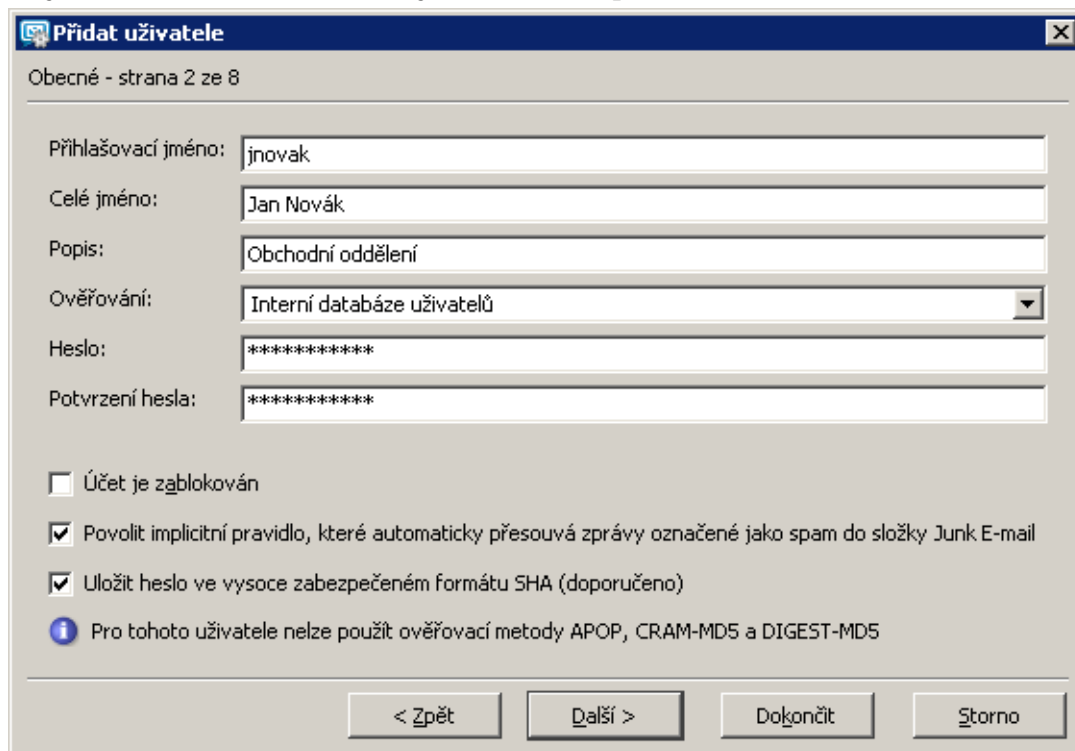 Přidat uživatele
Obecné - strana 2 ze 8
Přihlašovací jméno: jnovak
Celé jméno: Jan Novák
Popis: Obchodní oddělení
Ověřování: Interní databáze uživatelů
Heslo: ***********
Potvrzení hesla: ***********
Účet je zablokován
Povolit implicitní pravidlo, které automaticky přesouvá zprávy označené jako spam do složky Junk E-mail
Uložit heslo ve vysoce zabezpečeném formátu SHA (doporučeno)
Pro tohoto uživatele nelze použít ověřovací metody APOP, CRAM-MD5 a DIGEST-MD5
< Zpět Další > Dokončit Storno